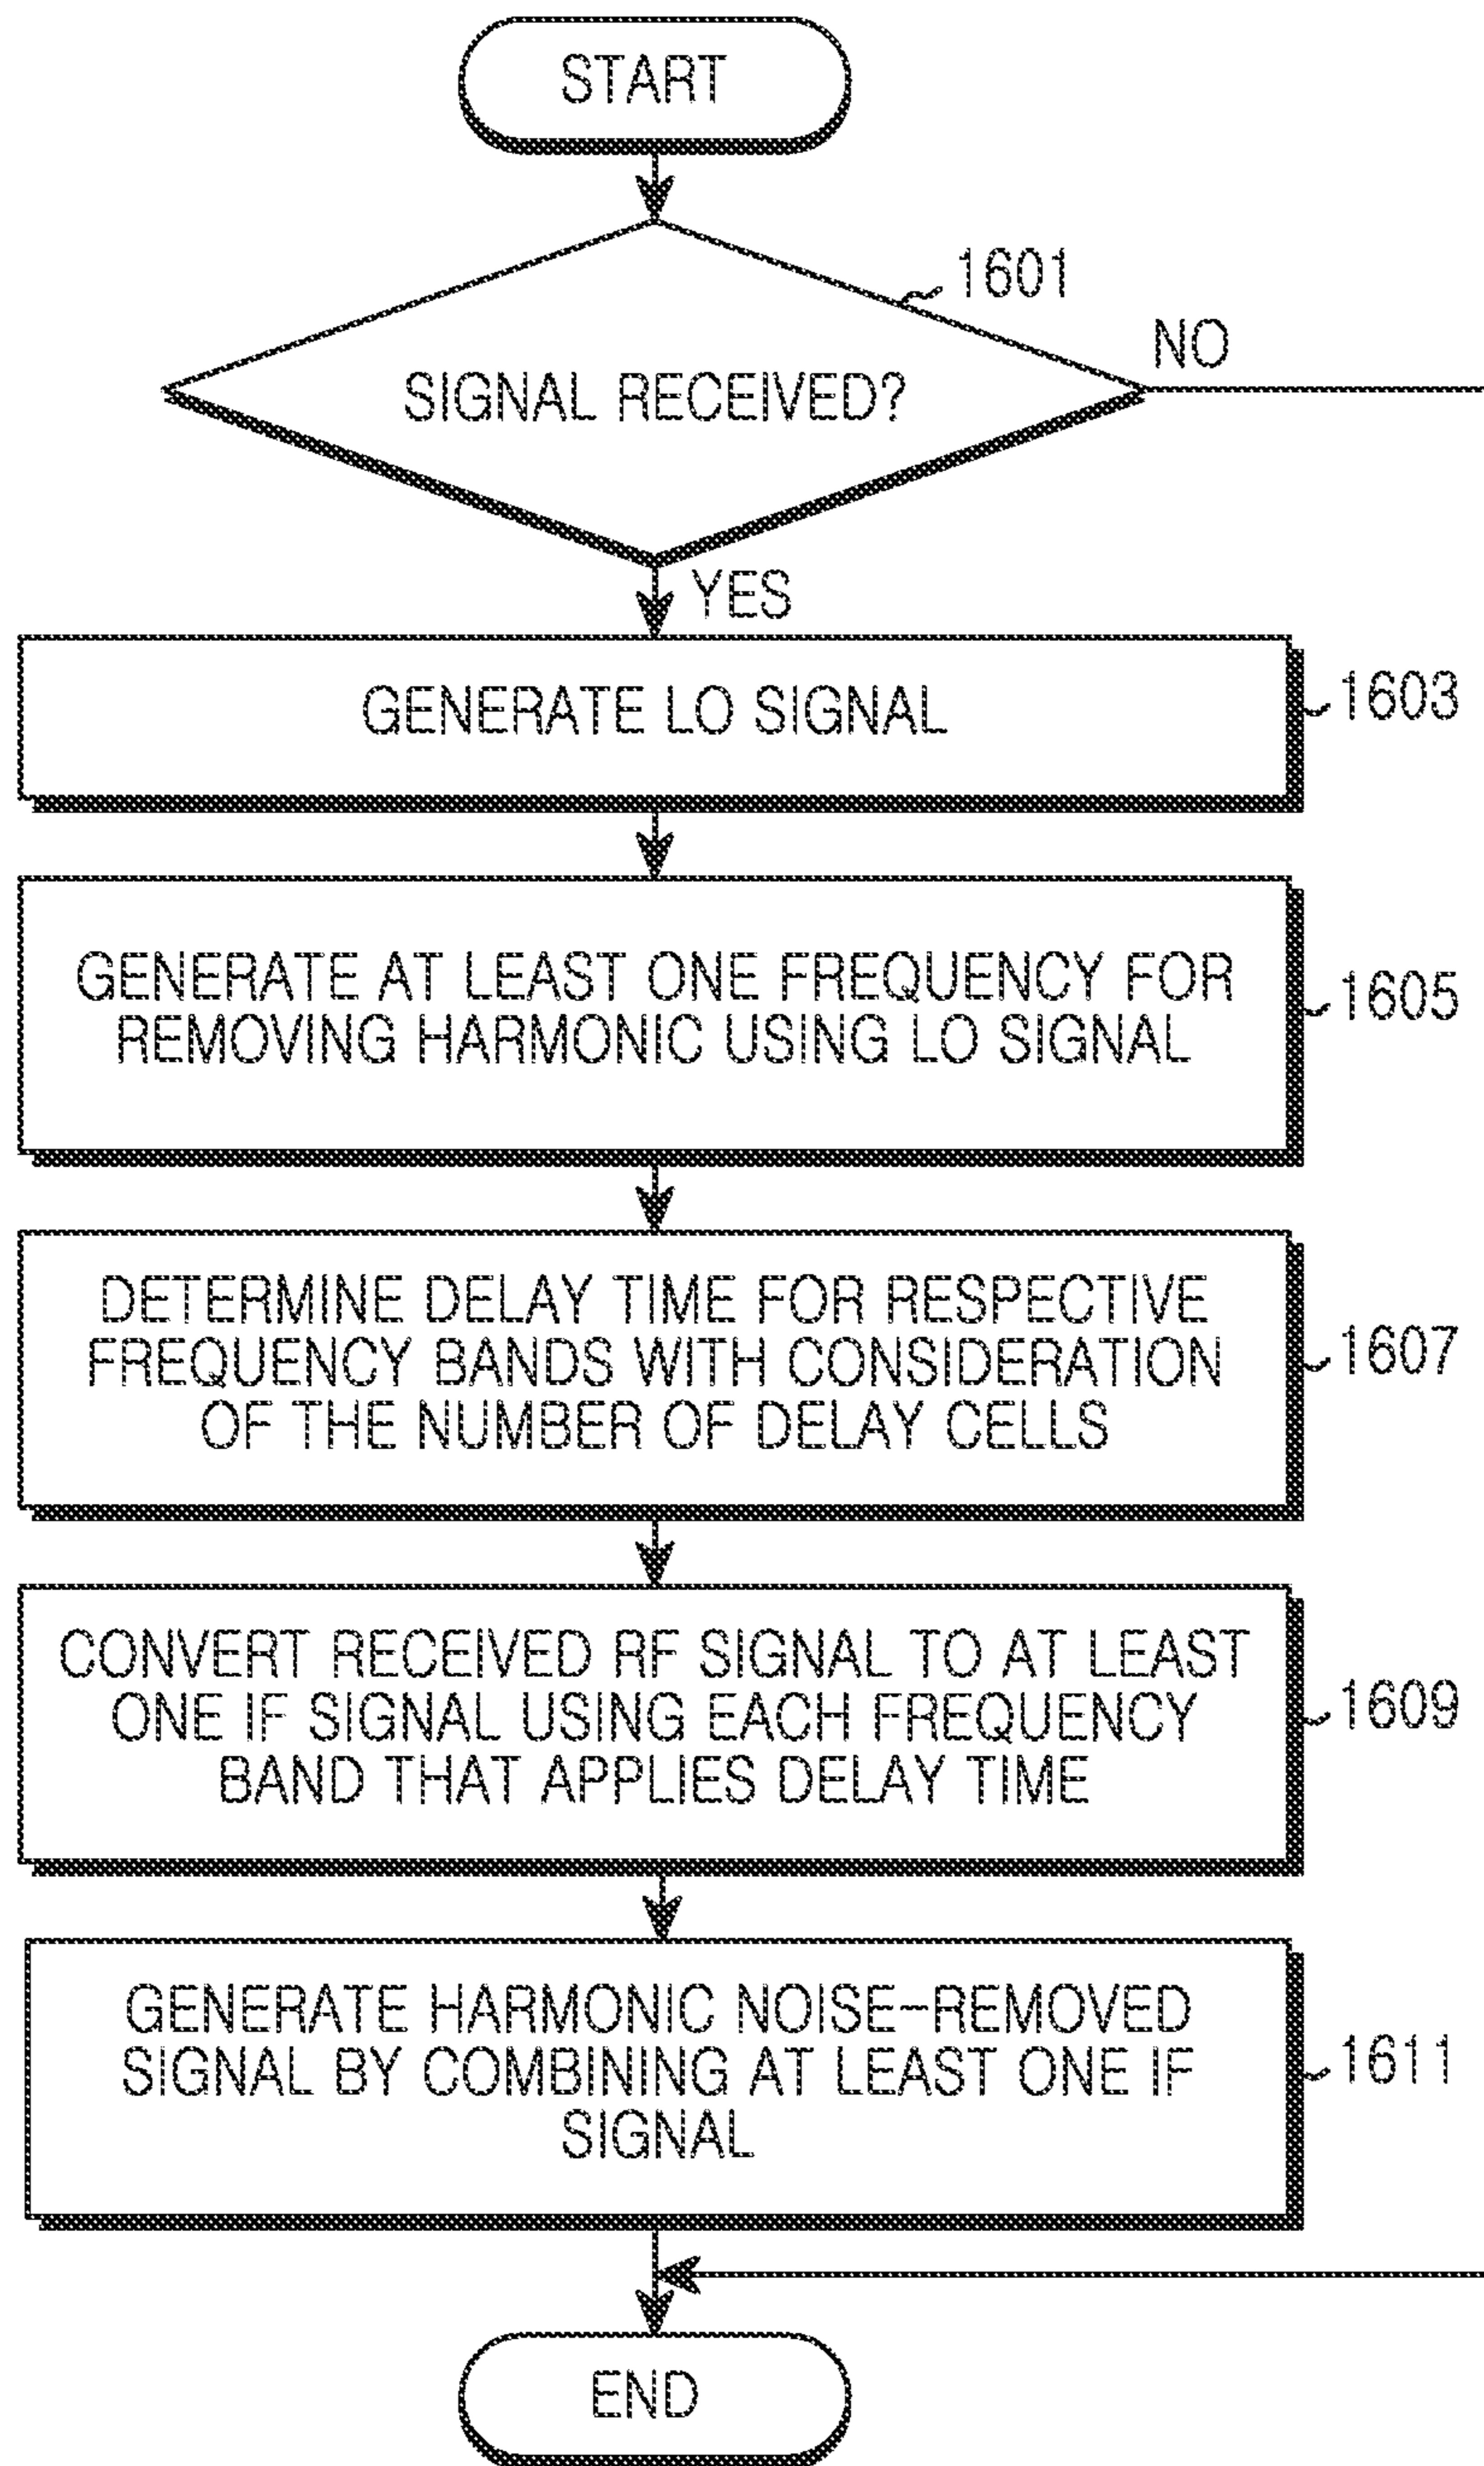 START
1601
NO
SIGNAL RECEIVED?
YES
GENERATE LO SIGNAL
1603
GENERATE AT LEAST ONE FREQUENCY FOR
REMOVING HARMONIC USING LO SIGNAL
1605
DETERMINE DELAY TIME FOR RESPECTIVE
FREQUENCY BANDS WITH CONSIDERATION
OF THE NUMBER OF DELAY CELLS
1607
CONVERT RECEIVED RF SIGNAL TO AT LEAST
ONE IF SIGNAL USING EACH FREQUENCY
BAND THAT APPLIES DELAY TIME
1609
GENERATE HARMONIC NOISE-REMOVED
SIGNAL BY COMBINING AT LEAST ONE IF
SIGNAL
1611
END